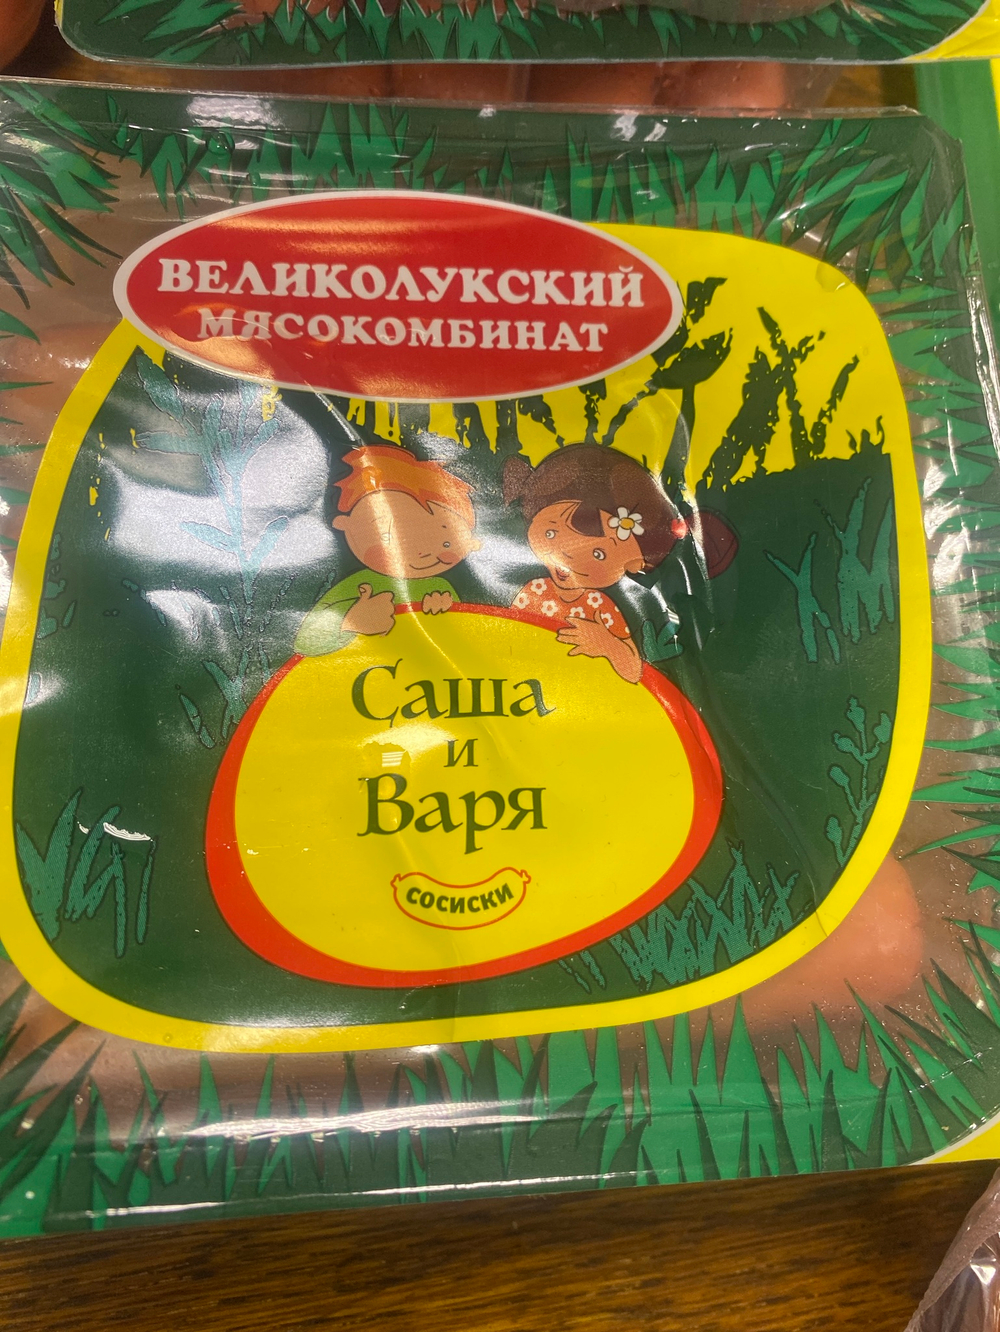 ВЕЛИКОЛУКСКИЙ
МЯСОКОМБИНАТ
Саша
и
Варя
СОСИСКИ